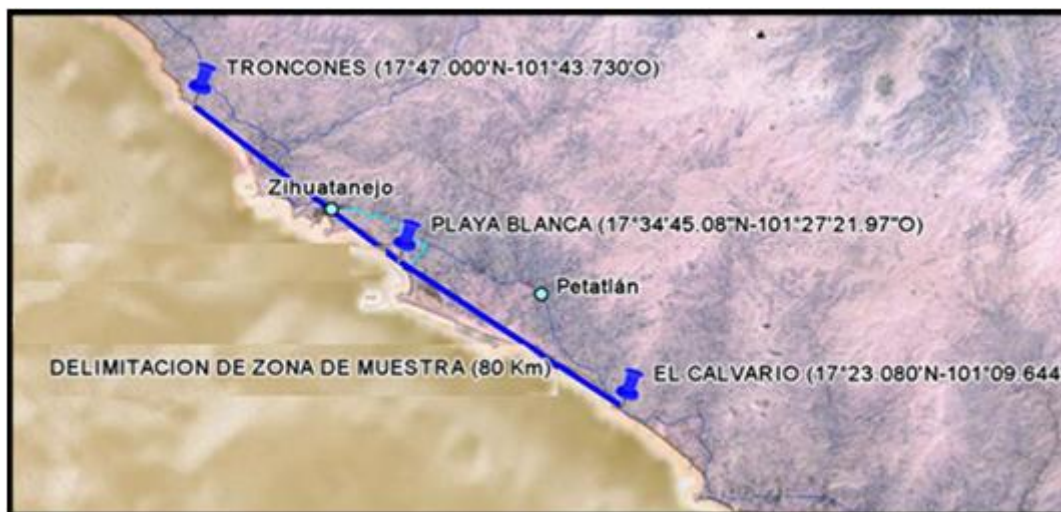 TRONCONES (17°47.000'N-101°43.730'O)
Zihuatanejo
PLAYA BLANCA (17°34'45.08"N-101°27'21.97"O)
Petatlán
DELIMITACION DE ZONA DE MUESTRA (80 Km)
EL CALVARIO (17°23.080'N-101°09.644